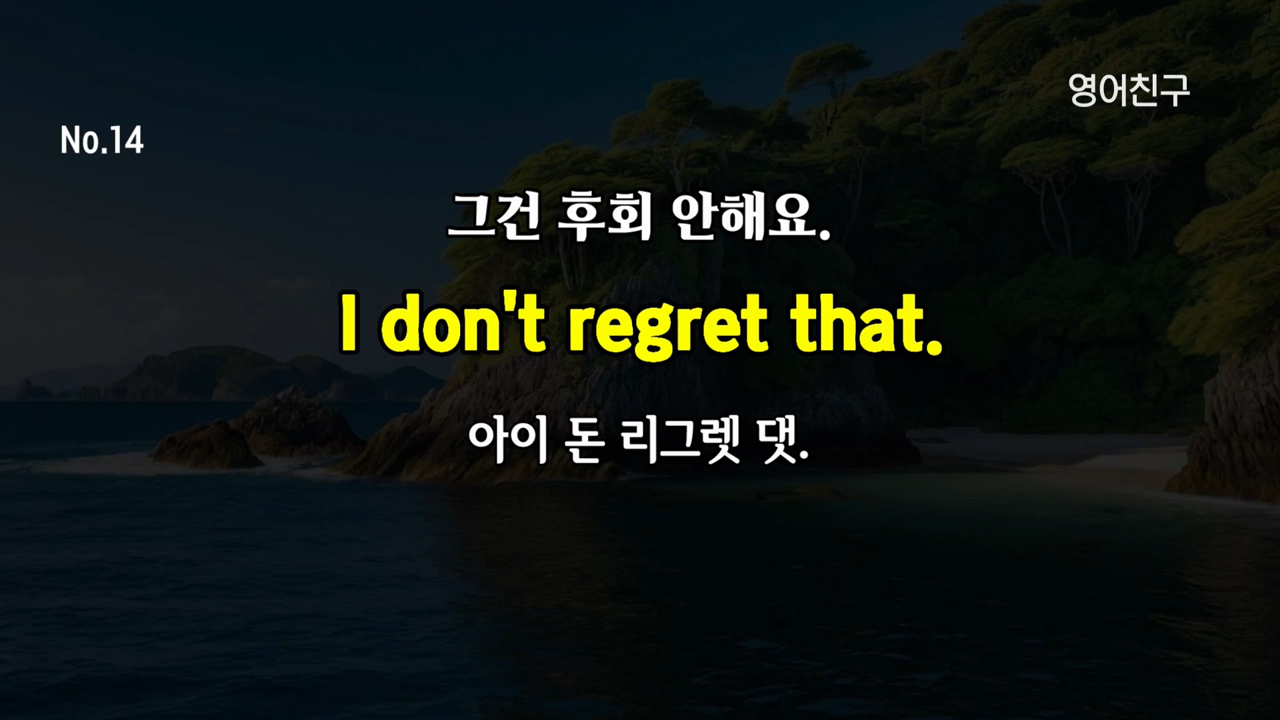 영어친구
No.14
그건 후회 안해요.
I don't regret that.
아이 돈 리그렛 댓.